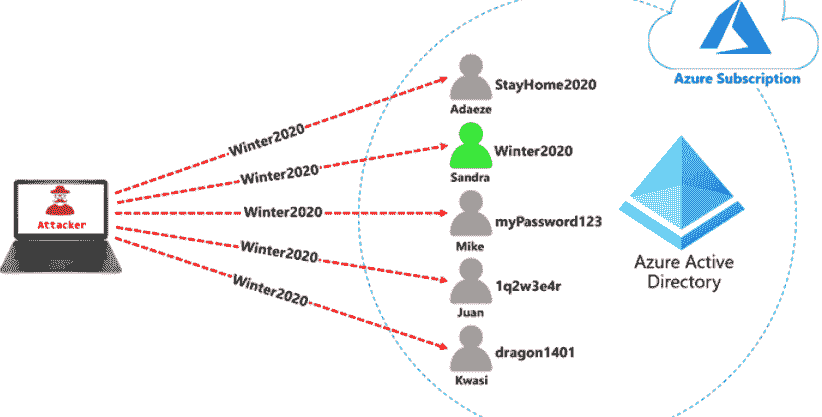 Azure Subscription
Winter2020
StayHome2020
Adaeze
Winter2020
Winter2020
Sandra
Winter2020
myPassword123
Mike
Attacker
Azure Active
Directory
Winter2020
1q2w3e4r
Juan
Winter2020
dragon1401
Kwasi